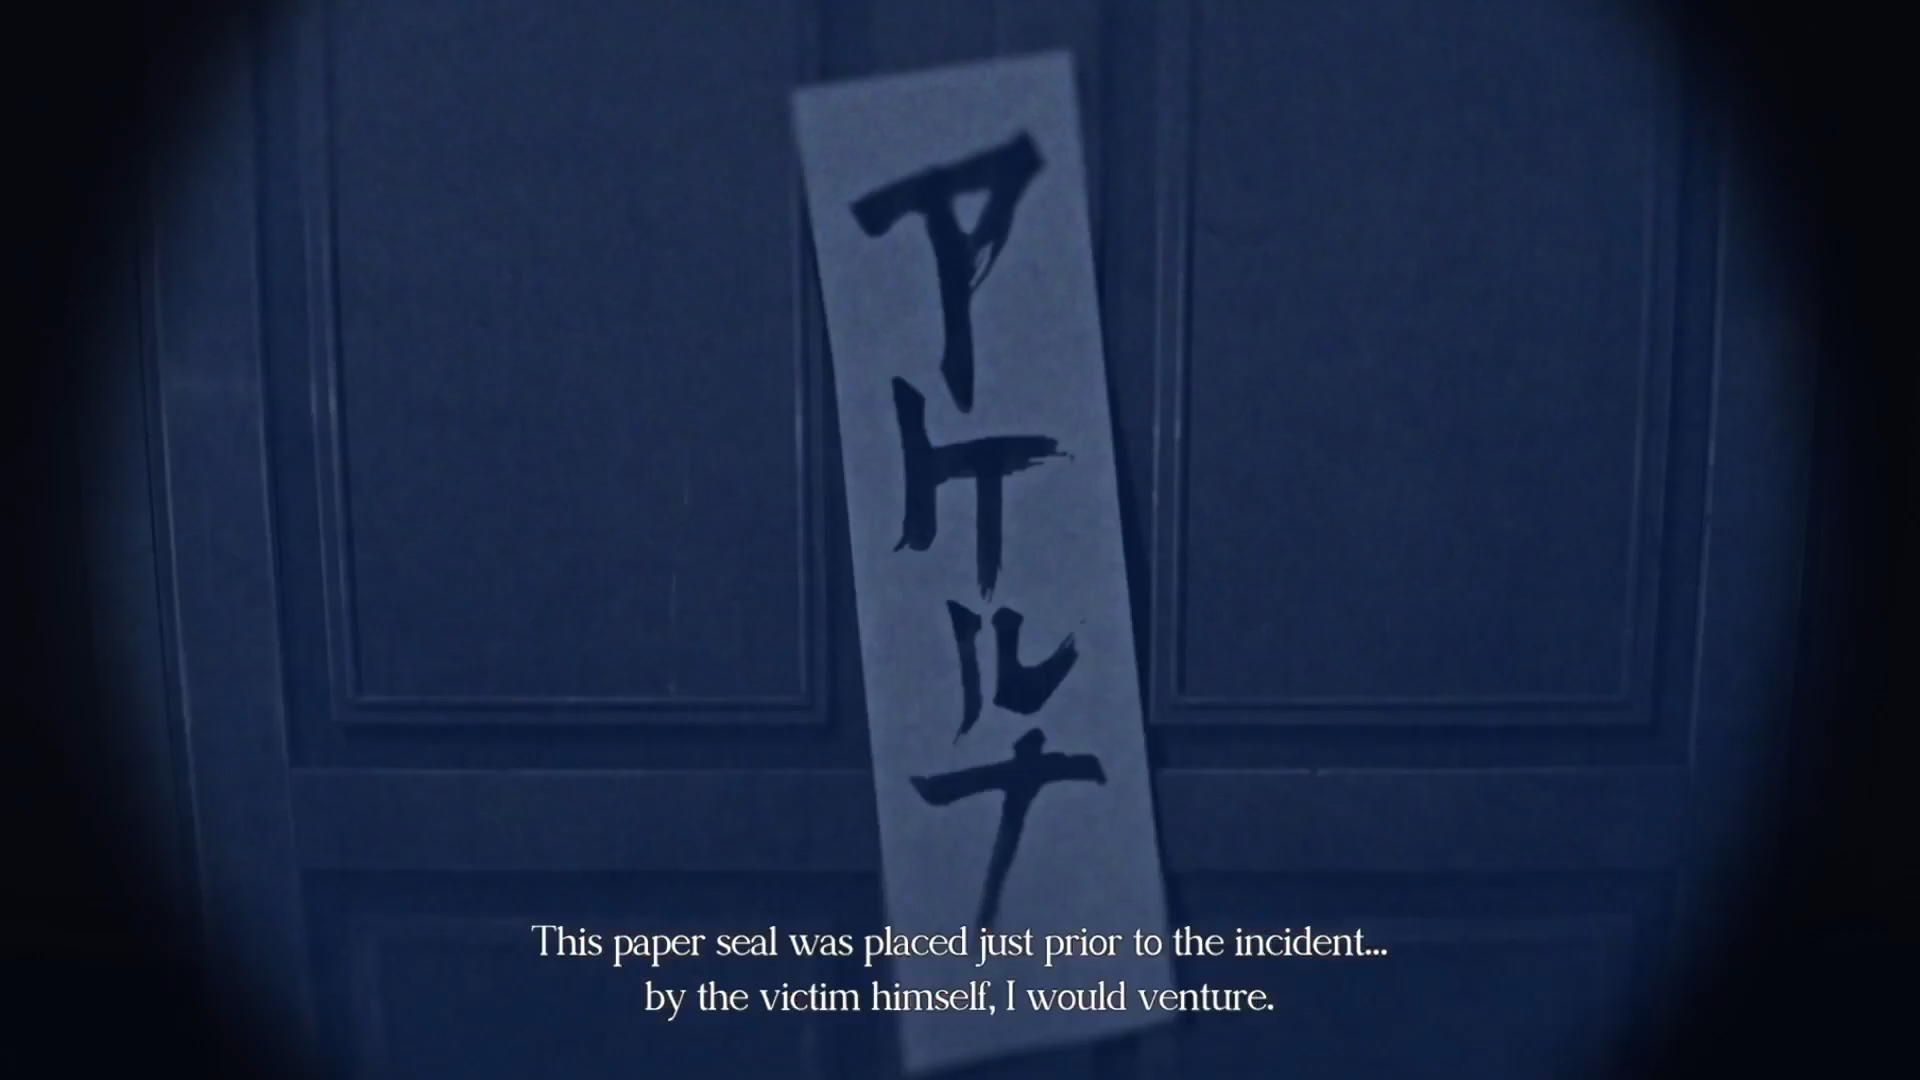 アケルナ
This paper seal was placed just prior to the incident...
by the victim himself, I would venture.